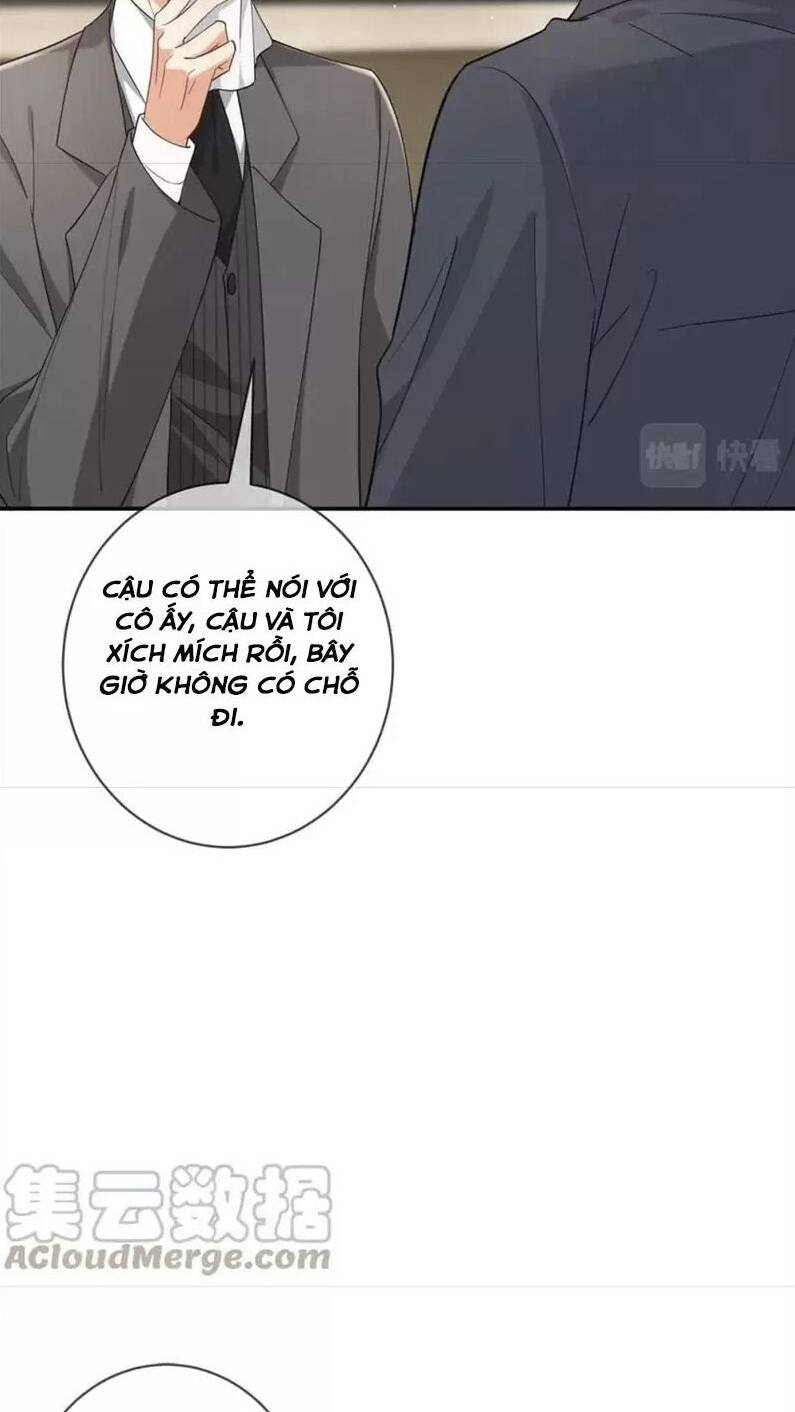 快看! 快看
CẬU CÓ THỂ NÓI VỚI
CÔ ẤY, CẬU VÀ TÔI
XÍCH MÍCH RỒI, BÂY
GIỜ KHÔNG CÓ CHỖ
ĐI.
集云数据
ACloudMerge.com